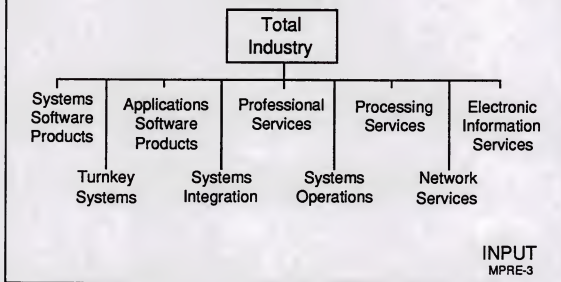 Total
Industry
Systems
Software
Products
Applications
Software
Products
Professional
Services
Processing
Services
Electronic
Information
Services
Turnkey
Systems
Systems
Integration
Systems
Operations
Network
Services
INPUT
MPRE-3